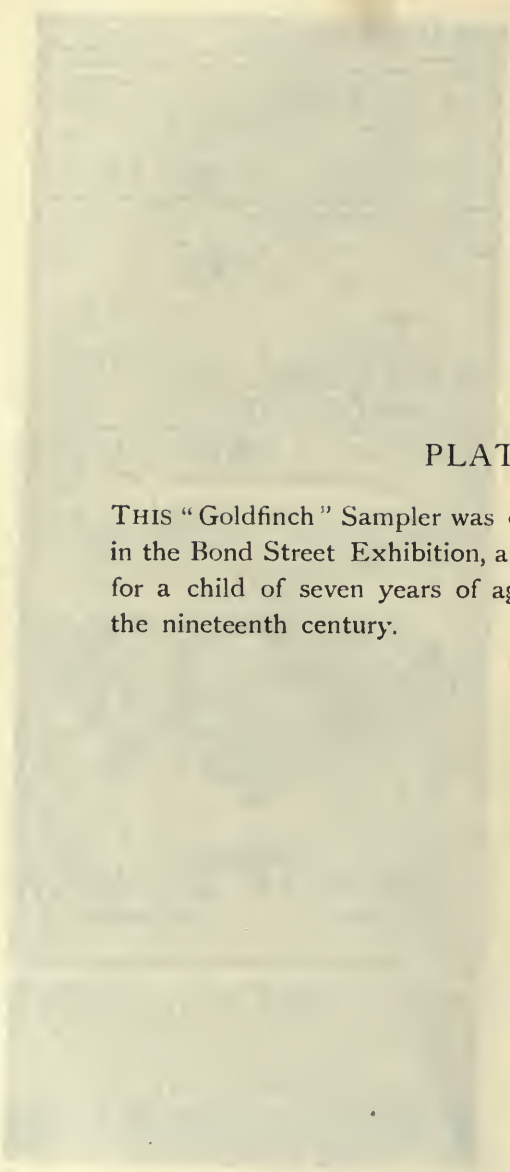 PLAT
THIS “Goldfinch” Sampler was
in the Bond Street Exhibition, a
for a child of seven years of ag
the nineteenth century.